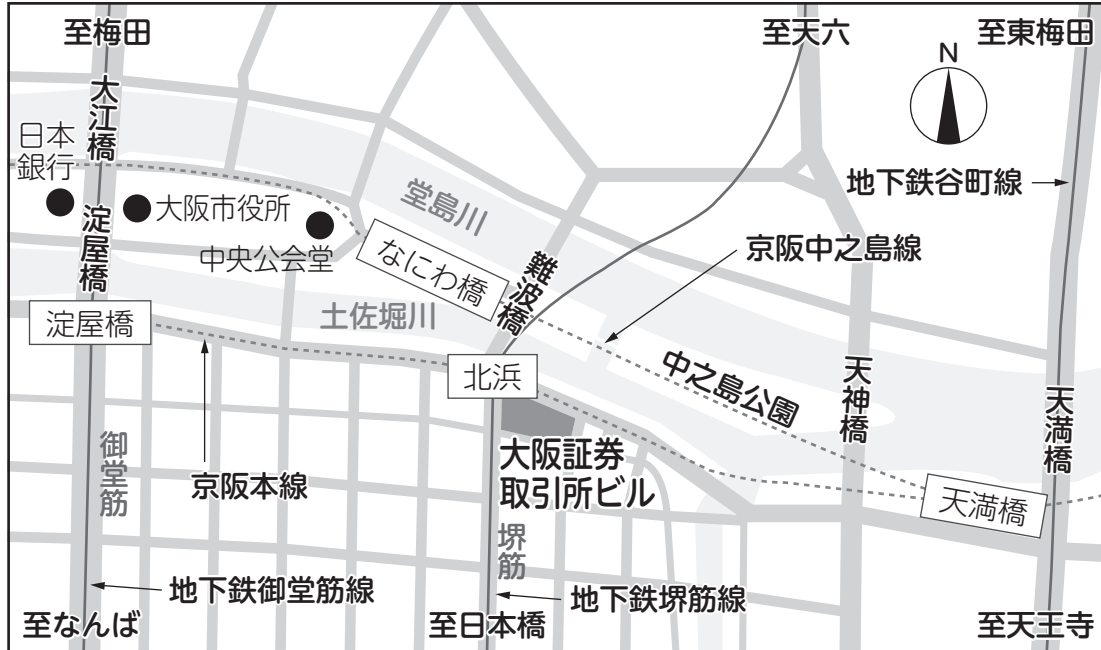 至梅田
至天六
至東梅田
N
大江橋
日本
銀行
大阪市役所
中央公会堂
淀屋橋
堂島川
地下鉄谷町線
京阪中之島線
なにわ橋
難波橋
土佐堀川
淀屋橋
北浜
中之島公園
天神橋
天満橋
御堂筋
京阪本線
大阪証券
取引所ビル
天満橋
堺筋
地下鉄御堂筋線
地下鉄堺筋線
至なんば
至日本橋
至天王寺